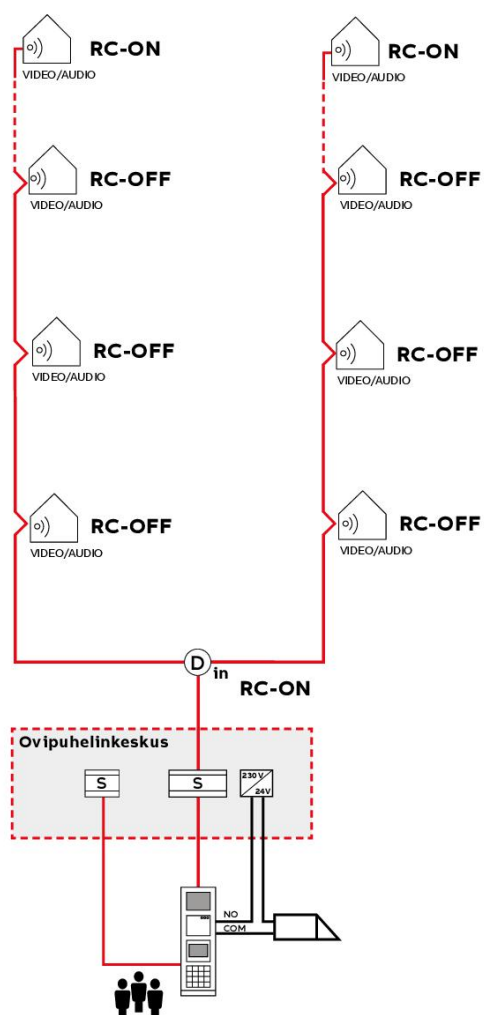 RC-ON
VIDEO/AUDIO
RC-ON
VIDEO/AUDIO
RC-OFF
VIDEO/AUDIO
RC-OFF
VIDEO/AUDIO
RC-OFF
VIDEO/AUDIO
RC-OFF
VIDEO/AUDIO
RC-OFF
VIDEO/AUDIO
RC-OFF
VIDEO/AUDIO
D in
RC-ON
Ovipuhelinkeskus
S
S
230 V
24V
NO
COM